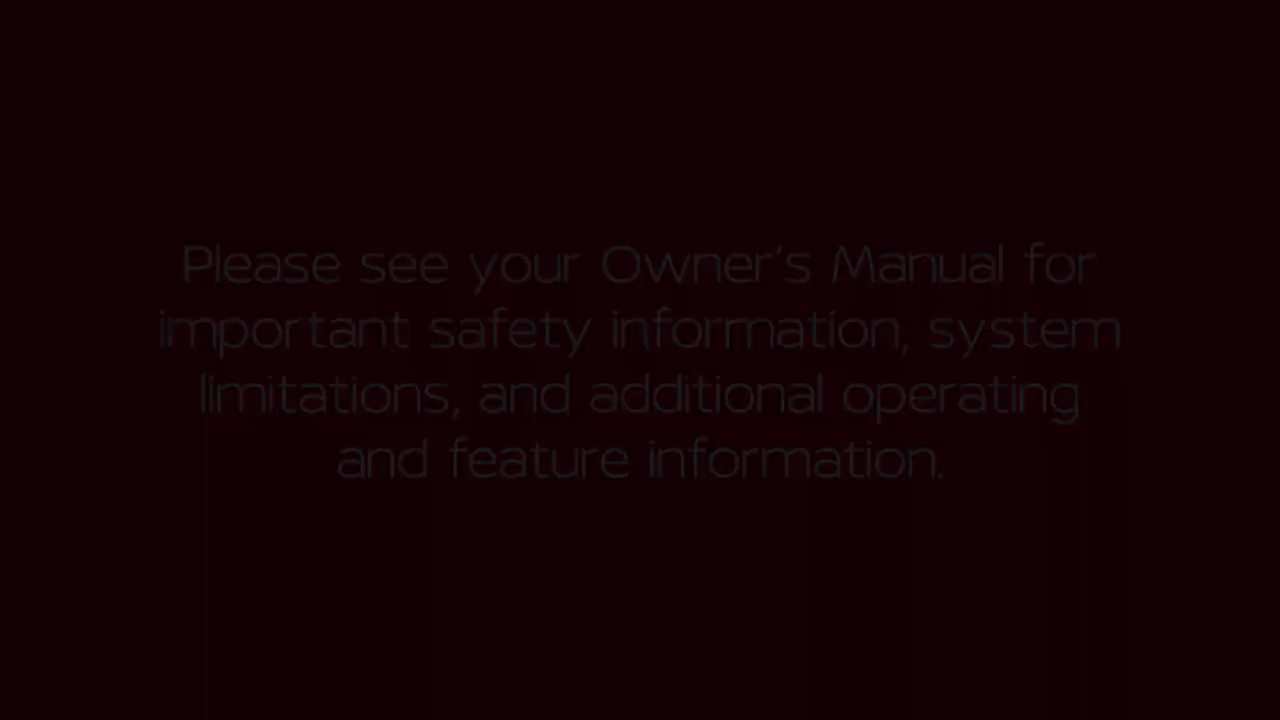 Please see your Owner's Manual for
important safety information, system
limitations, and additional operating
and feature information.